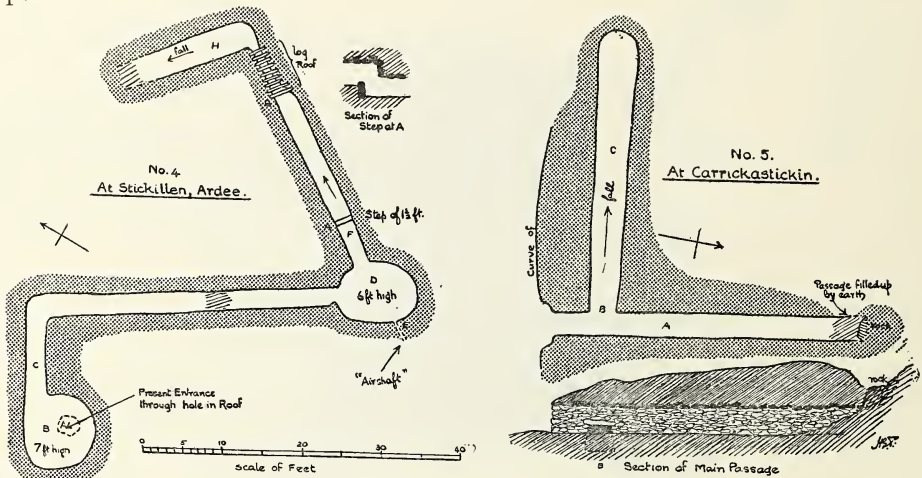 fall
H
Log
Roof
Section of
Step at A
No. 4
At Stickillen, Ardee.
A
Step of 1½ ft.
F
D
6 ft high
E
"Airshaft"
C
Present Entrance
through hole in Roof
hole
B
7 ft high
0 5 10 20 30 40
Scale of Feet
No. 5.
At Carrickastickin.
C
fall
Curve of
B
A
Passage filled up
by earth
Rock
rock
B Section of Main Passage